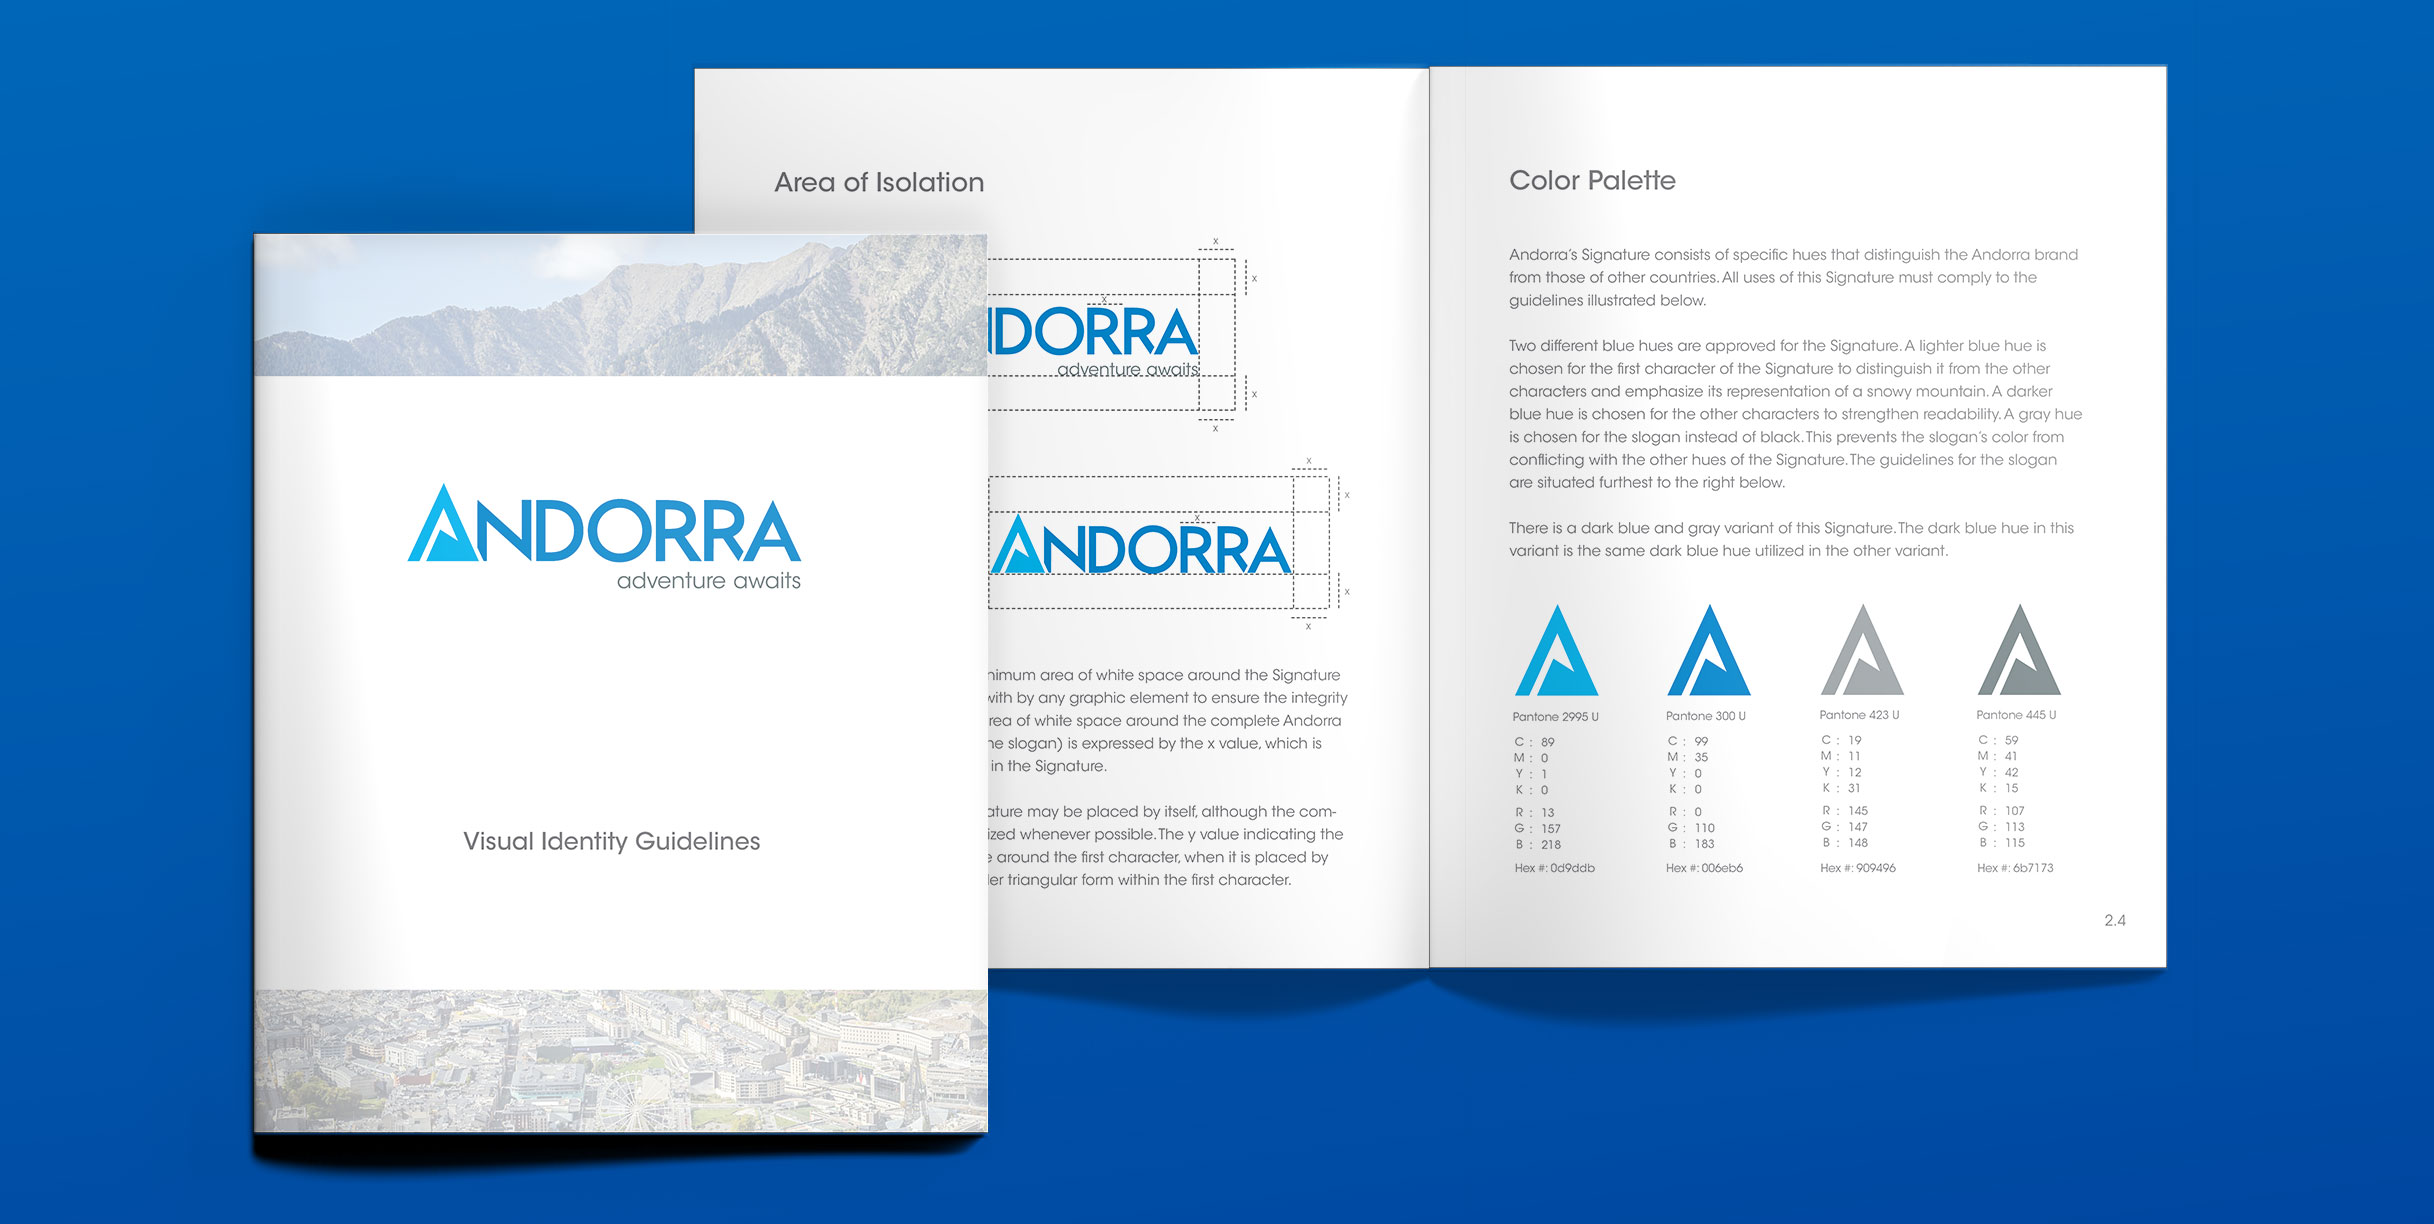 ANDORRA
adventure awaits
Visual Identity Guidelines
Area of Isolation
x
x
x
NDORRA
adventure awaits
x
x
x
x
x
ANDORRA
x
x
area of white space around the Signature
with by any graphic element to ensure the integrity
area of white space around the complete Andorra
slogan) is expressed by the x value, which is
in the Signature.
may be placed by itself, although the com-
whenever possible. The y value indicating the
around the first character, when it is placed by
triangular form within the first character.
Color Palette
Andorra's Signature consists of specific hues that distinguish the Andorra brand
from those of other countries. All uses of this Signature must comply to the
guidelines illustrated below.
Two different blue hues are approved for the Signature. A lighter blue hue is
chosen for the first character of the Signature to distinguish it from the other
characters and emphasize its representation of a snowy mountain. A darker
blue hue is chosen for the other characters to strengthen readability. A gray hue
is chosen for the slogan instead of black. This prevents the slogan's color from
conflicting with the other hues of the Signature. The guidelines for the slogan
are situated furthest to the right below.
There is a dark blue and gray variant of this Signature. The dark blue hue in this
variant is the same dark blue hue utilized in the other variant.
Pantone 2995 U
C : 89
M : 0
Y : 1
K : 0
R : 13
G : 157
B : 218
Hex #: 0d9ddb
Pantone 300 U
C : 99
M : 35
Y : 0
K : 0
R : 0
G : 110
B : 183
Hex #: 006eb6
Pantone 423 U
C : 19
M : 11
Y : 12
K : 31
R : 145
G : 147
B : 148
Hex #: 909496
Pantone 445 U
C : 59
M : 41
Y : 42
K : 15
R : 107
G : 113
B : 115
Hex #: 6b7173
2.4